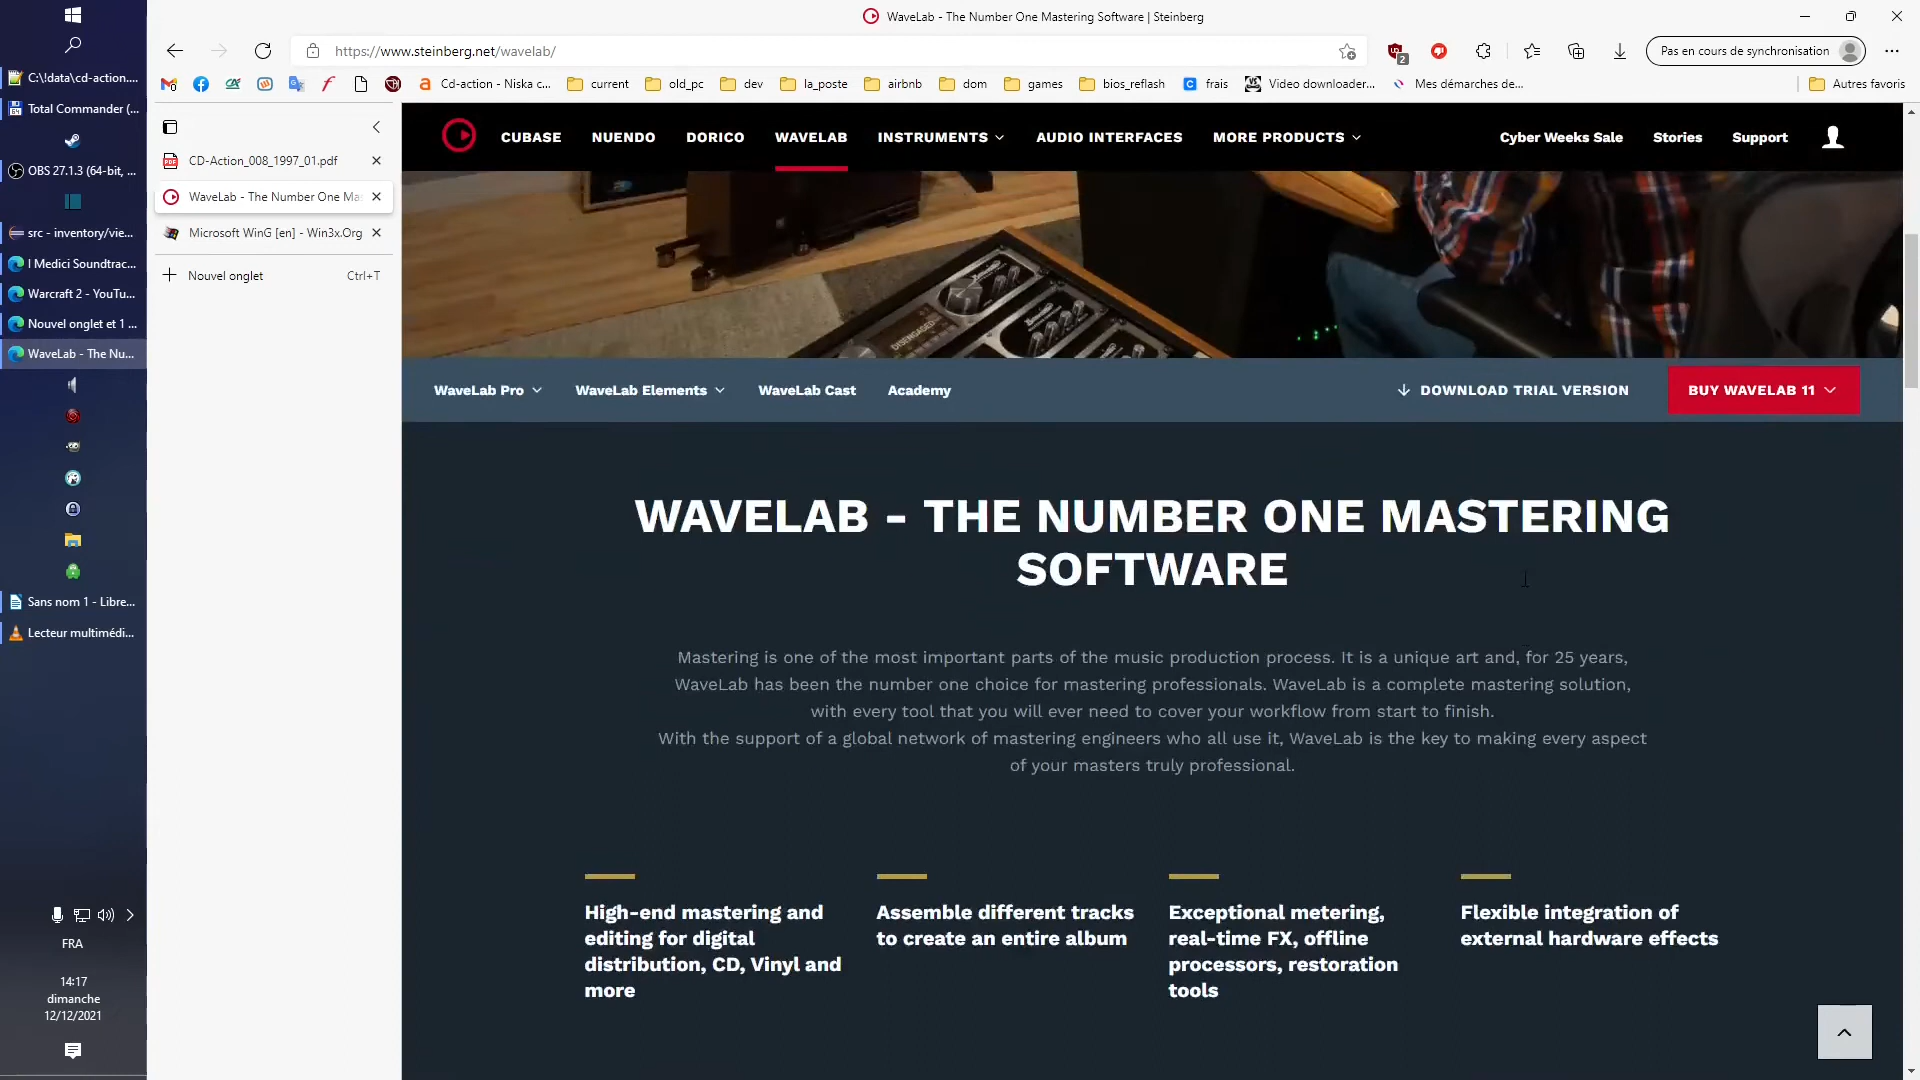 WaveLab - The Number One Mastering Software | Steinberg
https://www.steinberg.net/wavelab/
2
Pas en cours de synchronisation
Cd-action - Niska c...
current
old_pc
dev
la_poste
airbnb
dom
games
bios_reflash
frais
Video downloader...
Mes démarches de...
Autres favoris
C:\!data\cd-action....
Total Commander (...
OBS 27.1.3 (64-bit, ...
src - inventory/vie...
I Medici Soundtrac...
Warcraft 2 - YouTu...
Nouvel onglet et 1 ...
WaveLab - The Nu...
Sans nom 1 - Libre...
Lecteur multimédi...
FRA
14:17
dimanche
12/12/2021
CD-Action_008_1997_01.pdf
WaveLab - The Number One Mas
Microsoft WinG [en] - Win3x.Org
Nouvel onglet
Ctrl+T
CUBASE
NUENDO
DORICO
WAVELAB
INSTRUMENTS
AUDIO INTERFACES
MORE PRODUCTS
Cyber Weeks Sale
Stories
Support
DISENGAGED
WaveLab Pro
WaveLab Elements
WaveLab Cast
Academy
DOWNLOAD TRIAL VERSION
BUY WAVELAB 11
WAVELAB - THE NUMBER ONE MASTERING
SOFTWARE
Mastering is one of the most important parts of the music production process. It is a unique art and, for 25 years,
WaveLab has been the number one choice for mastering professionals. WaveLab is a complete mastering solution,
with every tool that you will ever need to cover your workflow from start to finish.
With the support of a global network of mastering engineers who all use it, WaveLab is the key to making every aspect
of your masters truly professional.
High-end mastering and
editing for digital
distribution, CD, Vinyl and
more
Assemble different tracks
to create an entire album
Exceptional metering,
real-time FX, offline
processors, restoration
tools
Flexible integration of
external hardware effects